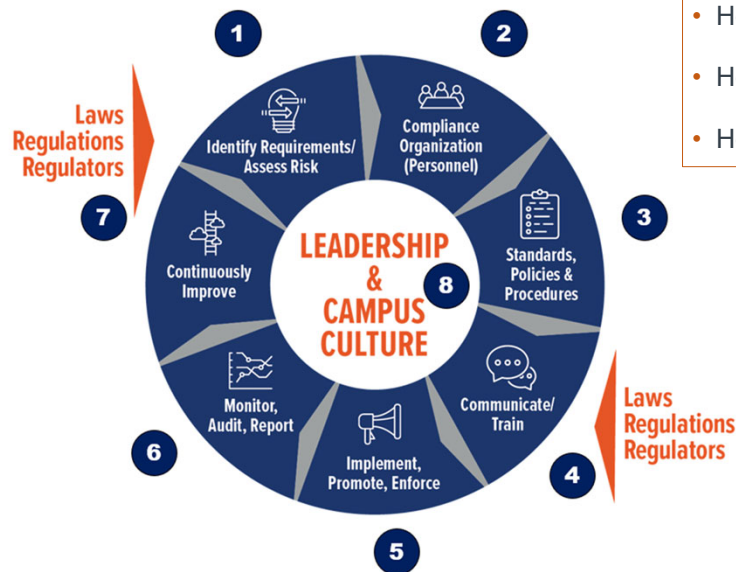 1
2
• H
• H
• H
Laws
Regulations
Regulators
Identify Requirements/
Assess Risk
Compliance
Organization
(Personnel)
7
3
Continuously
Improve
Standards,
Policies &
Procedures
LEADERSHIP
&
CAMPUS
CULTURE
8
Monitor,
Audit, Report
Communicate/
Train
Implement,
Promote, Enforce
Laws
Regulations
Regulators
6
4
5